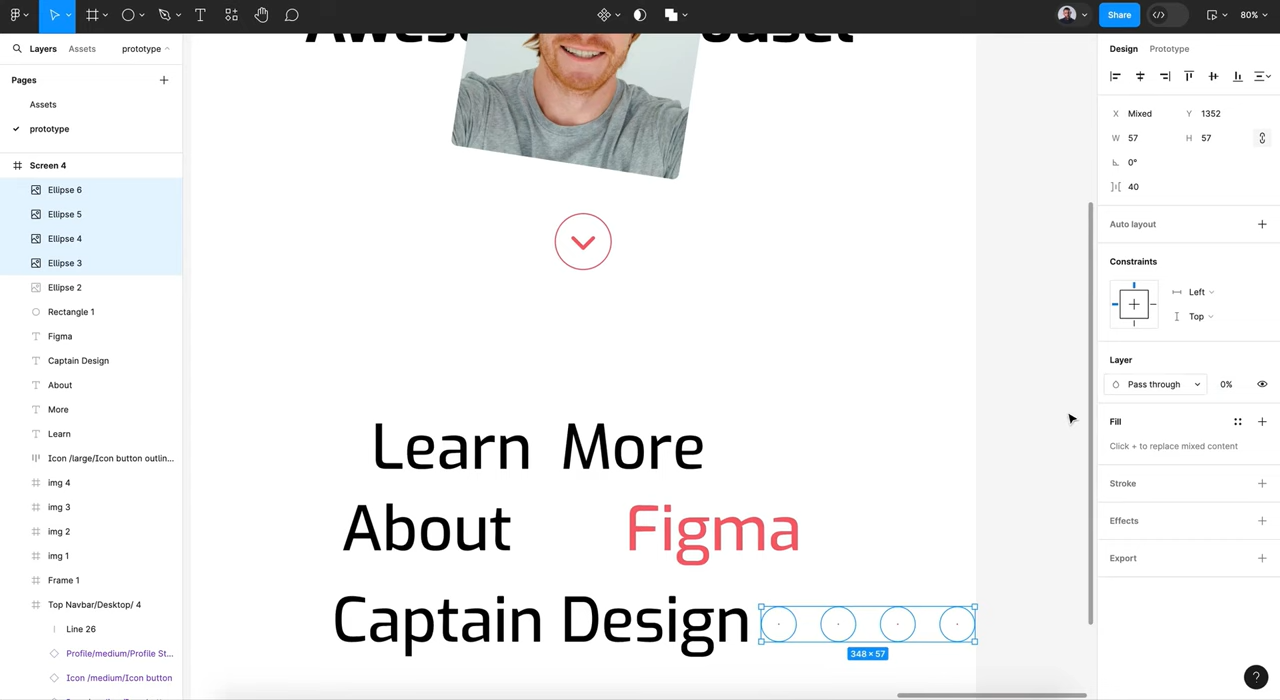 Share
80%
Layers
Assets
prototype
Pages
Assets
prototype
Screen 4
Ellipse 6
Ellipse 5
Ellipse 4
Ellipse 3
Ellipse 2
Rectangle 1
Figma
Captain Design
About
More
Learn
Icon /large/Icon button outlin...
img 4
img 3
img 2
img 1
Frame 1
Top Navbar/Desktop/ 4
Line 26
Profile/medium/Profile St...
Icon /medium/Icon button
Learn More
About Figma
Captain Design
348 × 57
Design
Prototype
X Mixed Y 1352
W 57 H 57
0°
40
Auto layout
Constraints
Left
Top
Layer
Pass through 0%
Fill
Click + to replace mixed content
Stroke
Effects
Export
?